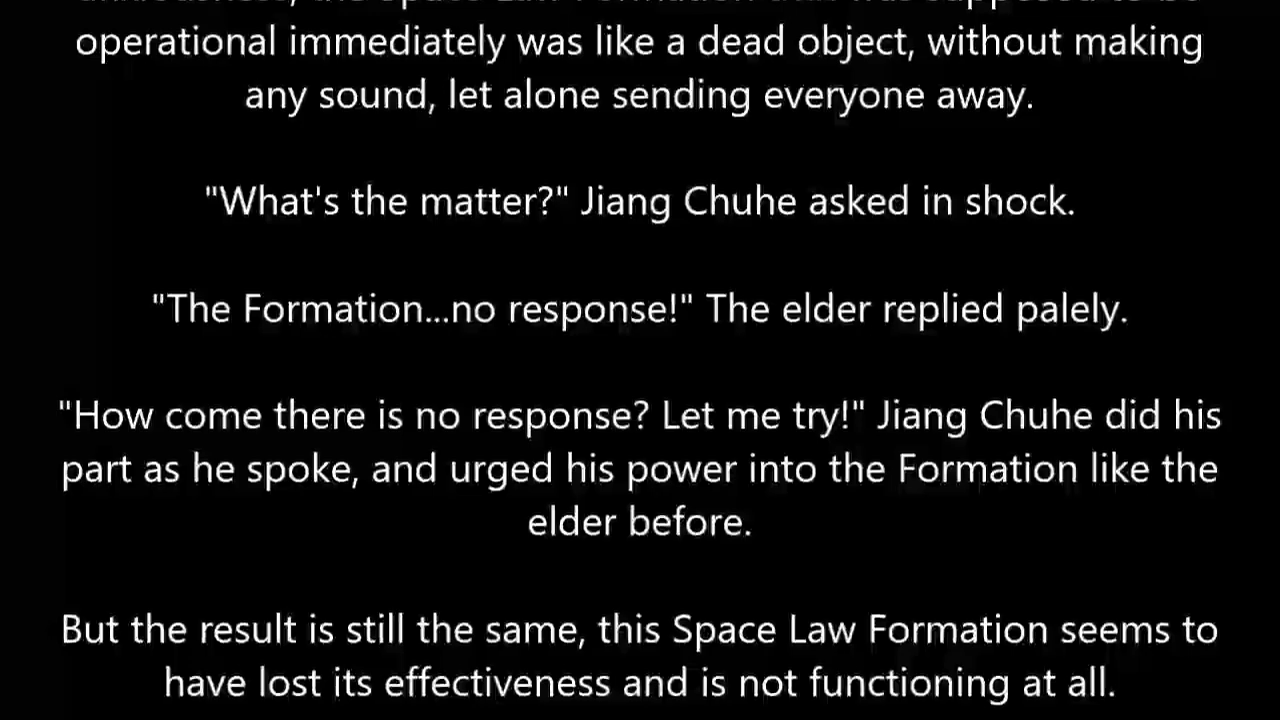 operational immediately was like a dead object, without making
any sound, let alone sending everyone away.
"What's the matter?" Jiang Chuhe asked in shock.
"The Formation...no response!" The elder replied palely.
"How come there is no response? Let me try!" Jiang Chuhe did his
part as he spoke, and urged his power into the Formation like the
elder before.
But the result is still the same, this Space Law Formation seems to
have lost its effectiveness and is not functioning at all.